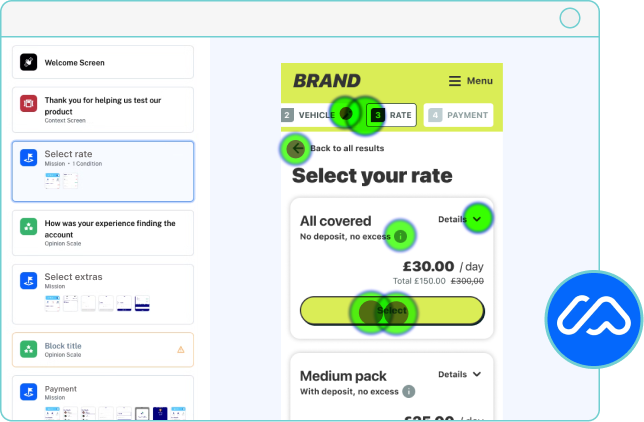 Welcome Screen
Thank you for helping us test our
product
Context Screen
Select rate
Mission • 1 Condition
How was your experience finding the
account
Opinion Scale
Select extras
Mission
Block title
Opinion Scale
Payment
Mission
BRAND
Menu
2 VEHICLE
3 RATE
4 PAYMENT
Back to all results
Select your rate
All covered
Details
No deposit, no excess
£30.00 / day
Total £150.00 £300,00
Select
Medium pack
Details
With deposit, no excess
£25.00 / day